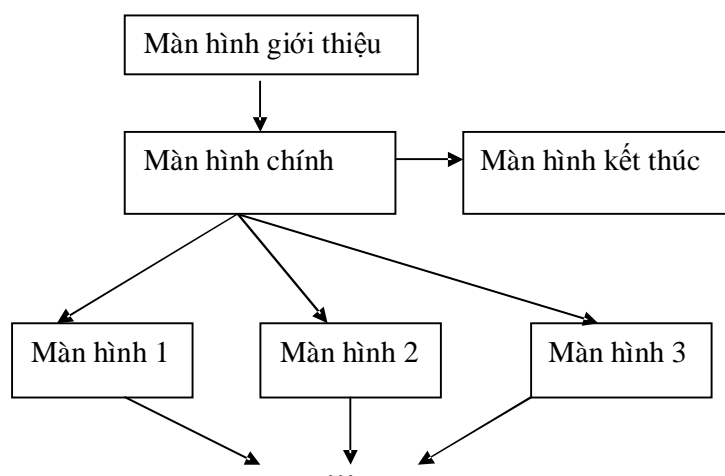 Màn hình giới thiệu
Màn hình chính
Màn hình kết thúc
Màn hình 1
Màn hình 2
Màn hình 3
...